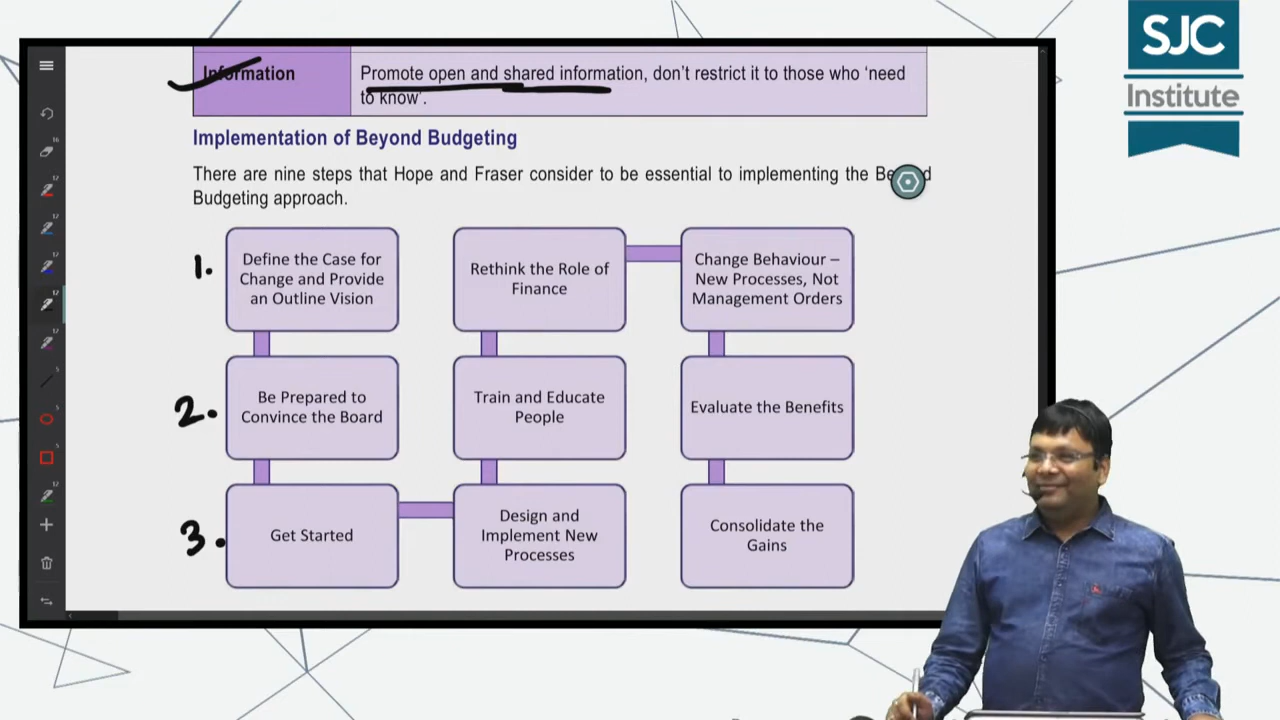 SJC
Institute
Information
Promote open and shared information, don't restrict it to those who 'need
to know'.
Implementation of Beyond Budgeting
There are nine steps that Hope and Fraser consider to be essential to implementing the Be d
Budgeting approach.
1.
Define the Case for
Change and Provide
an Outline Vision
2.
Be Prepared to
Convince the Board
3.
Get Started
Design and
Implement New
Processes
Train and Educate
People
Rethink the Role of
Finance
Change Behaviour –
New Processes, Not
Management Orders
Evaluate the Benefits
Consolidate the
Gains